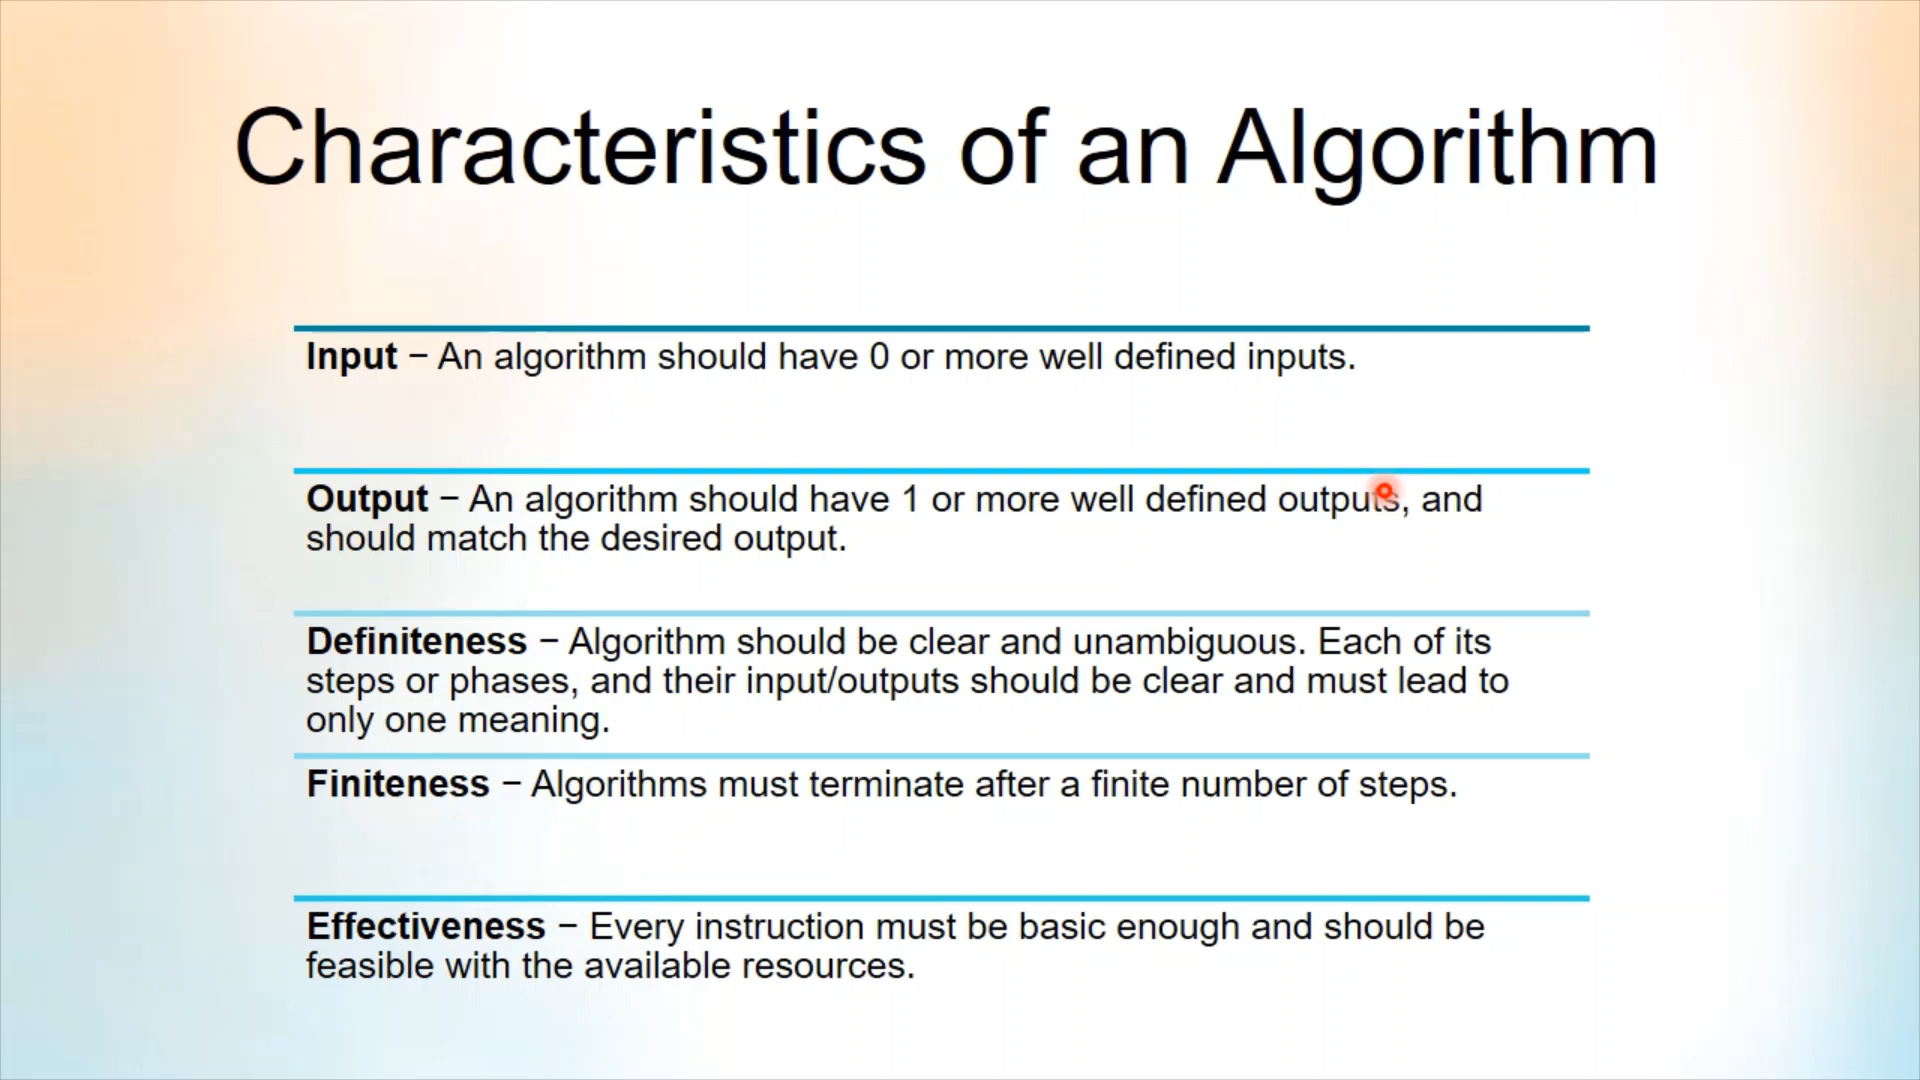 Characteristics of an Algorithm
Input − An algorithm should have 0 or more well defined inputs.
Output − An algorithm should have 1 or more well defined outputs, and
should match the desired output.
Definiteness − Algorithm should be clear and unambiguous. Each of its
steps or phases, and their input/outputs should be clear and must lead to
only one meaning.
Finiteness − Algorithms must terminate after a finite number of steps.
Effectiveness − Every instruction must be basic enough and should be
feasible with the available resources.